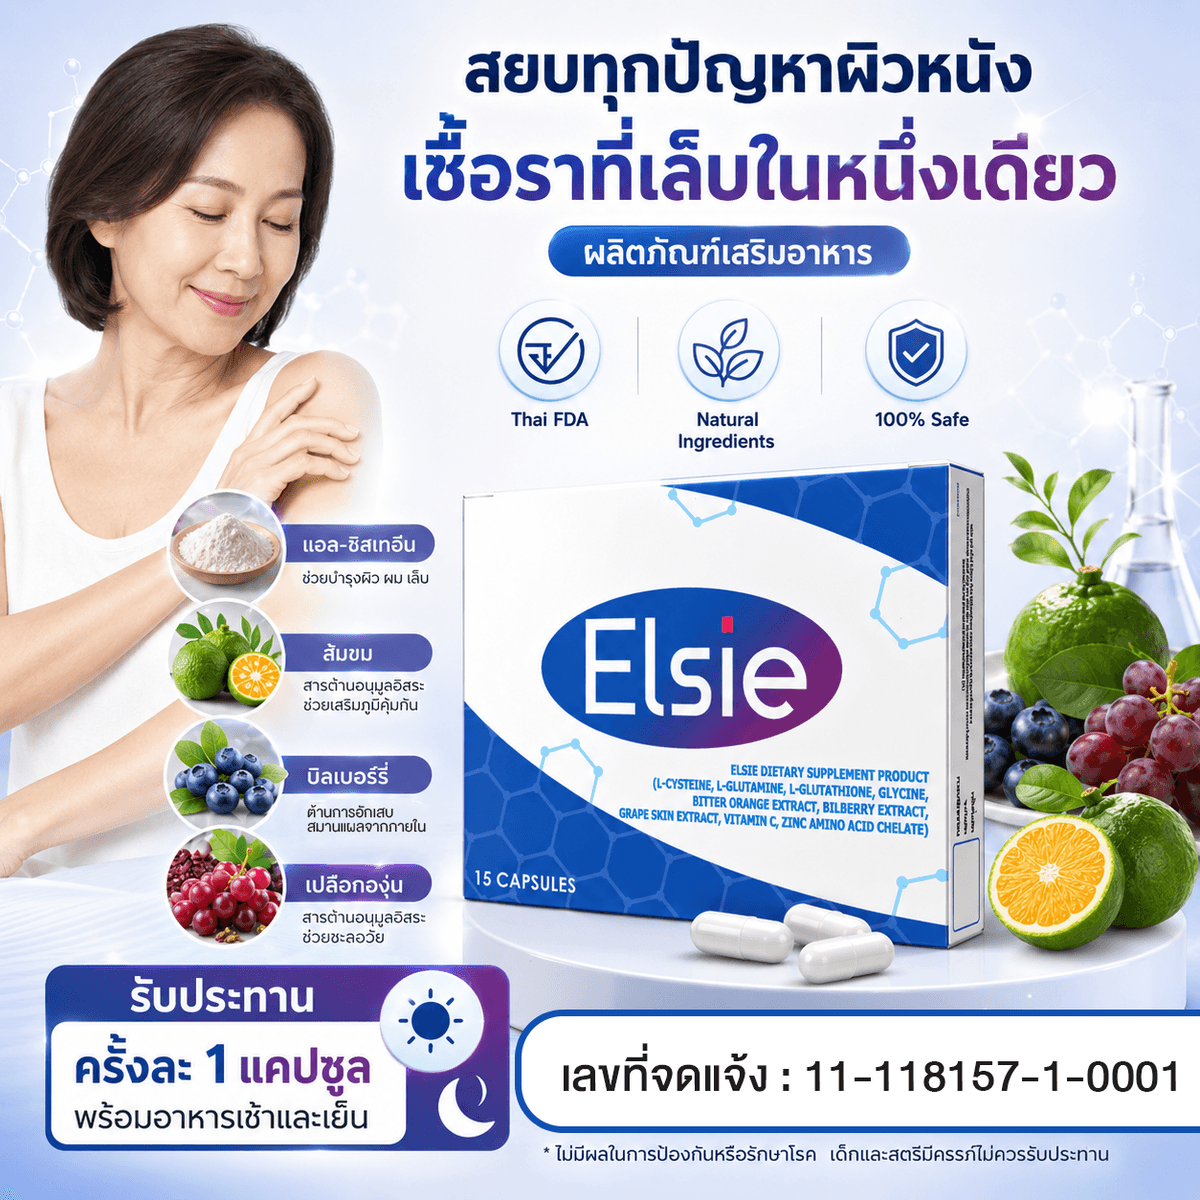 สยบทุกปัญหาผิวหนัง
เชื้อราที่เล็บในหนึ่งเดียว
ผลิตภัณฑ์เสริมอาหาร
Thai FDA
Natural
Ingredients
100% Safe
แอล-ซิสเทอีน
ช่วยบำรุงผิว ผม เล็บ
ส้มขม
สารต้านอนุมูลอิสระ
ช่วยเสริมภูมิคุ้มกัน
บิลเบอร์รี่
ต้านการอักเสบ
สมานแผลจากภายใน
เปลือกองุ่น
สารต้านอนุมูลอิสระ
ช่วยชะลอวัย
Elsie
ELSIE DIETARY SUPPLEMENT PRODUCT
(L-CYSTEINE, L-GLUTAMINE, L-GLUTATHIONE, GLYCINE,
BITTER ORANGE EXTRACT, BILBERRY EXTRACT,
GRAPE SKIN EXTRACT, VITAMIN C, ZINC AMINO ACID CHELATE)
15 CAPSULES
รับประทาน
ครั้งละ 1 แคปซูล
พร้อมอาหารเช้าและเย็น
เลขที่จดแจ้ง : 11-118157-1-0001
* ไม่มีผลในการป้องกันหรือรักษาโรค เด็กและสตรีมีครรภ์ไม่ควรรับประทาน